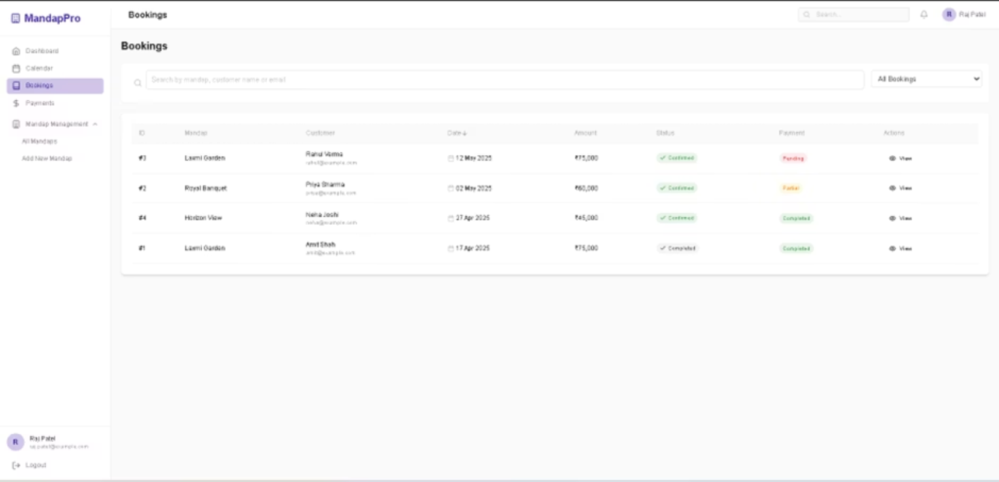 MandapPro
Bookings
Search...
R
Raj Patel
Dashboard
Calendar
Bookings
Payments
Mandap Management
All Mandaps
Add New Mandap
Bookings
Search by mandap, customer name or email
All Bookings
ID Mandap Customer Date Amount Status Payment Actions
#3 Laxmi Garden Rahul Varma 12 May 2025 ₹75,000 Confirmed Pending View
rahul@example.com
#2 Royal Banquet Priya Sharma 02 May 2025 ₹60,000 Confirmed Partial View
priya@example.com
#4 Horizon View Neha Joshi 27 Apr 2025 ₹45,000 Confirmed Completed View
neha@example.com
#1 Laxmi Garden Amit Shah 17 Apr 2025 ₹75,000 Completed Completed View
amit@example.com
R
Raj Patel
raj.patel@example.com
Logout